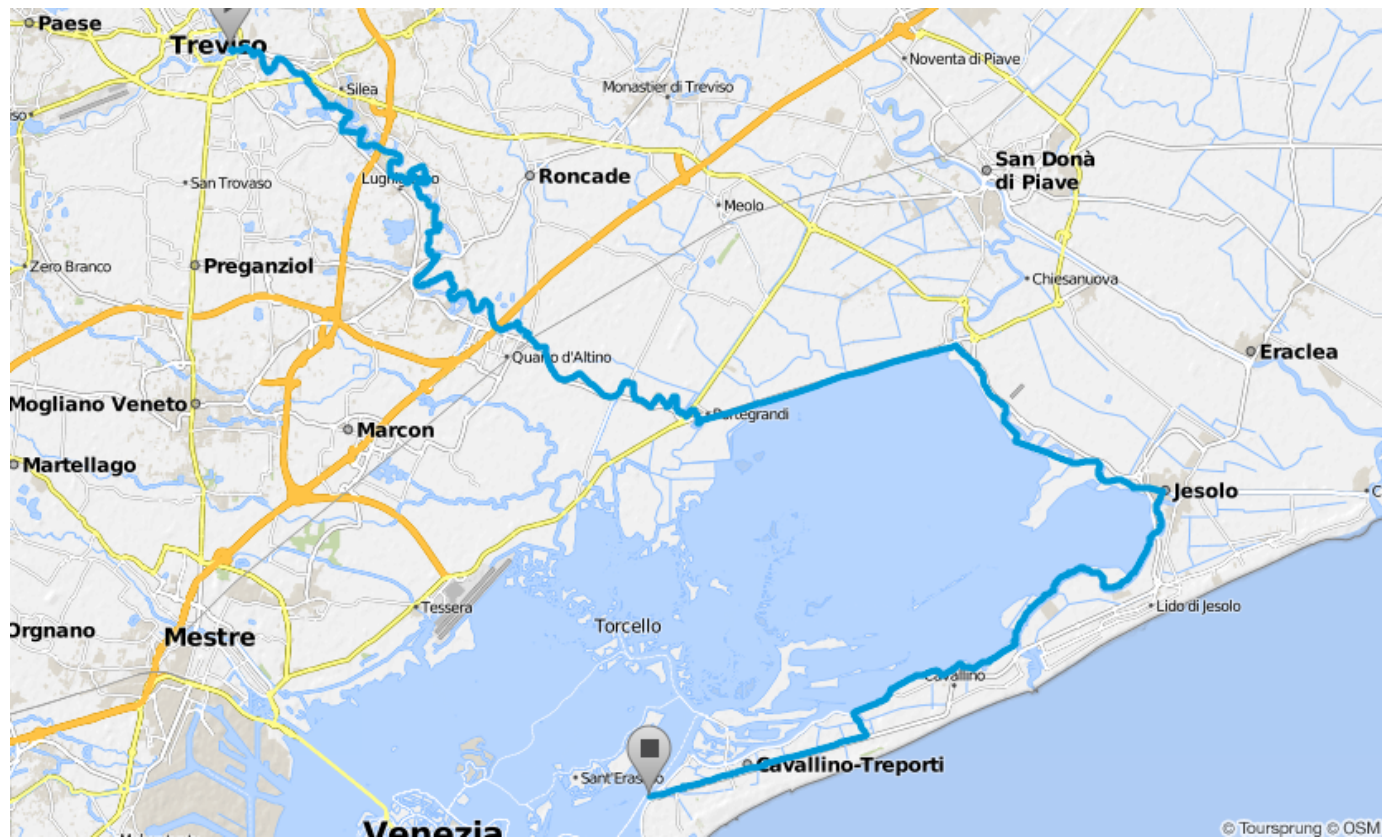 Paese
Treviso
Silea
Noventa di Piave
Monastier di Treviso
San Donà
di Piave
San Trovaso
Roncade
Meolo
Zero Branco
Preganziol
Chiesanuova
Quarto d'Altino
Eraclea
Mogliano Veneto
Portegrandi
Marcon
Martellago
Jesolo
Tessera
Lido di Jesolo
Torcello
Orgnano
Mestre
Cavallino
Cavallino-Treporti
Sant'Erasmo
Venezia
© Toursprung © OSM